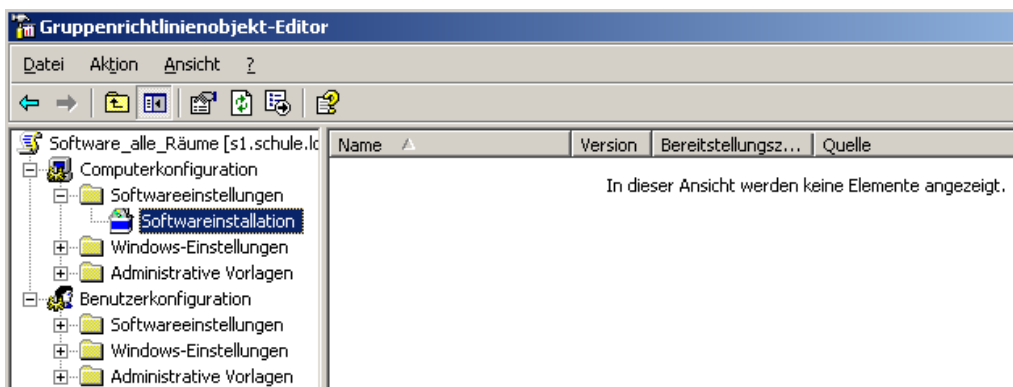 Gruppenrichtlinienobjekt-Editor
Datei Aktion Ansicht ?
Software_alle_Räume [s1.schule.lc
Computerkonfiguration
Softwareeinstellungen
Softwareinstallation
Windows-Einstellungen
Administrative Vorlagen
Benutzerkonfiguration
Softwareeinstellungen
Windows-Einstellungen
Administrative Vorlagen
Name Version Bereitstellungsz... Quelle
In dieser Ansicht werden keine Elemente angezeigt.